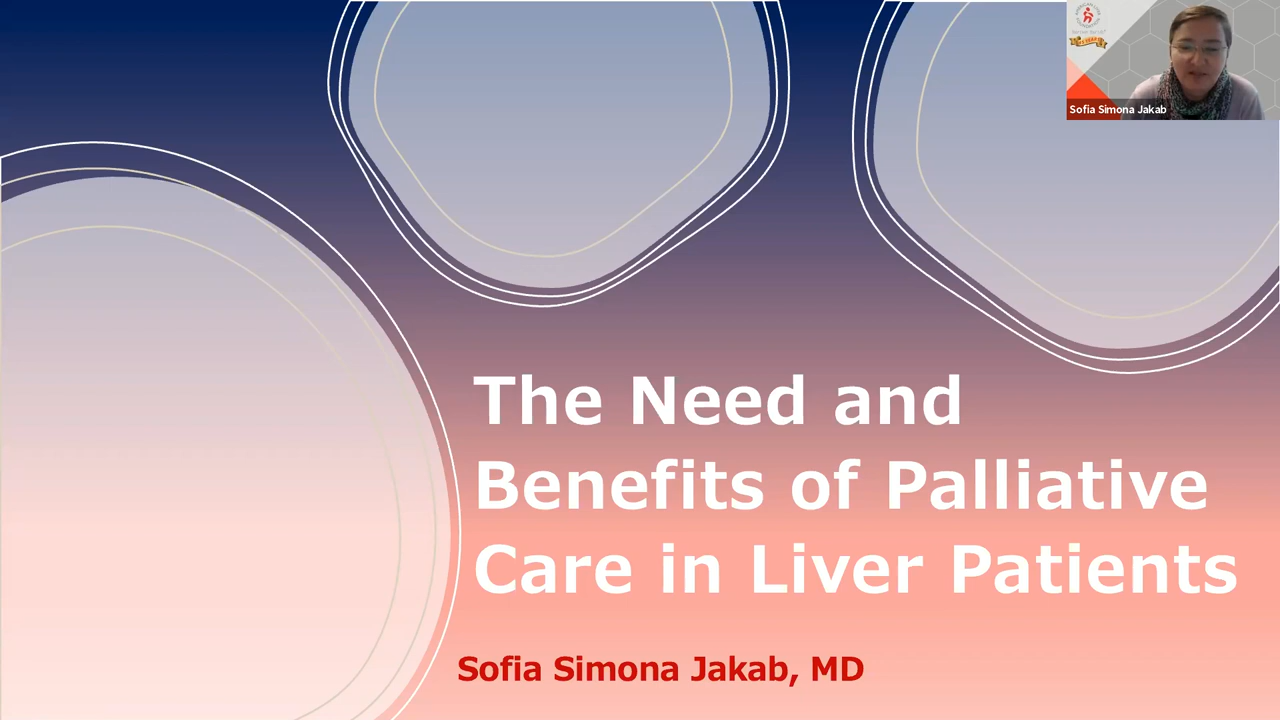 Sofia Simona Jakab
The Need and
Benefits of Palliative
Care in Liver Patients
Sofia Simona Jakab, MD